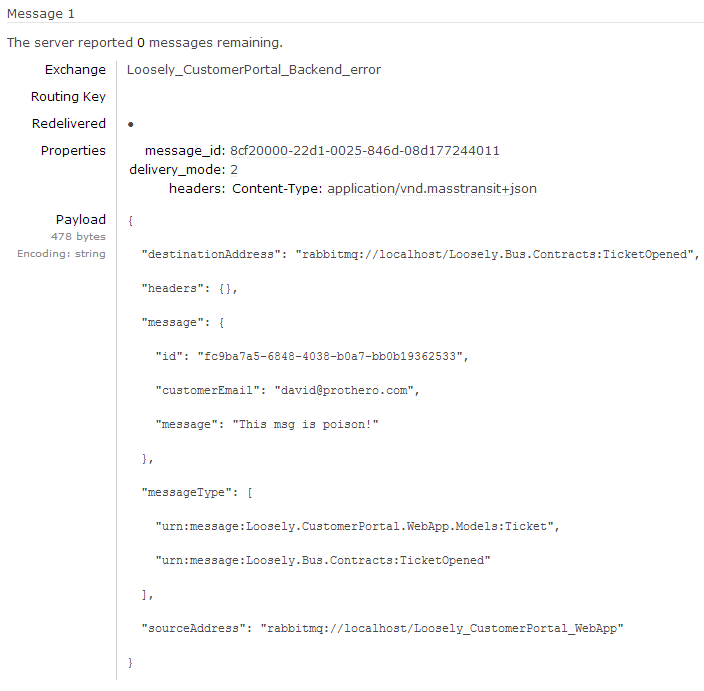 Message 1
The server reported 0 messages remaining.
Exchange Loosely_CustomerPortal_Backend_error
Routing Key
Redelivered ●
Properties message_id: 8cf20000-22d1-0025-846d-08d177244011
delivery_mode: 2
headers: Content-Type: application/vnd.masstransit+json
Payload {
478 bytes
Encoding: string
"destinationAddress": "rabbitmq://localhost/Loosely.Bus.Contracts:TicketOpened",
"headers": {},
"message": {
"id": "fc9ba7a5-6848-4038-b0a7-bb0b19362533",
"customerEmail": "david@prothero.com",
"message": "This msg is poison!"
},
"messageType": [
"urn:message:Loosely.CustomerPortal.WebApp.Models:Ticket",
"urn:message:Loosely.Bus.Contracts:TicketOpened"
],
"sourceAddress": "rabbitmq://localhost/Loosely_CustomerPortal_WebApp"
}